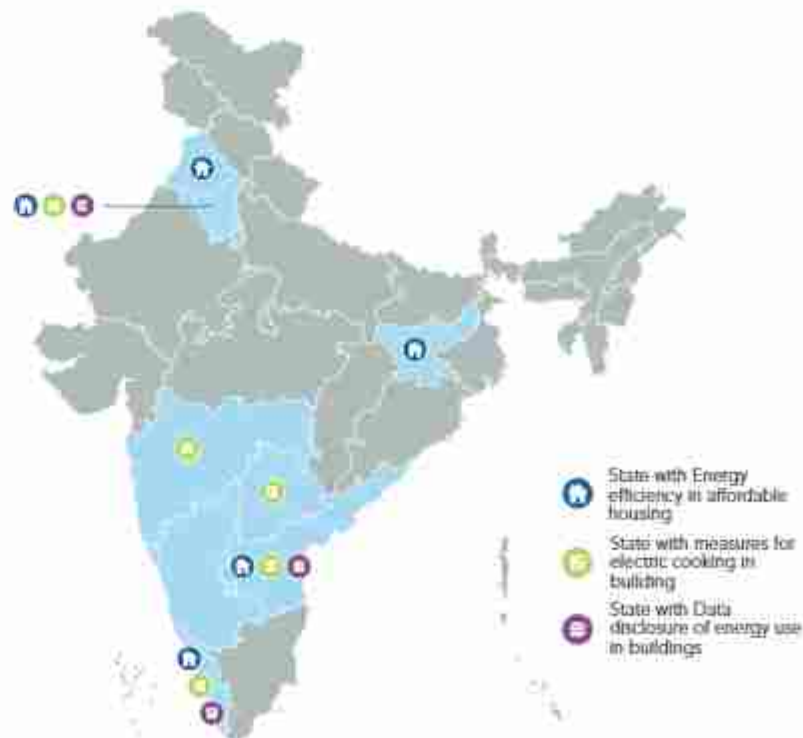 State with Energy
efficiency in affordable
housing
State with measures for
electric cooking in
building
State with Data
disclosure of energy use
in buildings